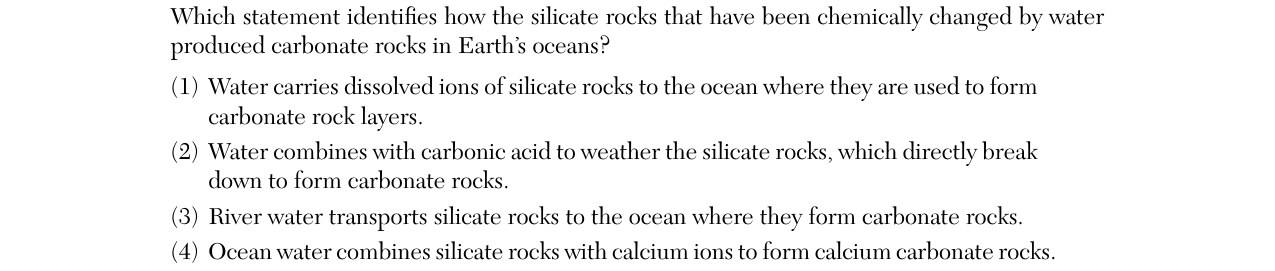 Which statement identifies how the silicate rocks that have been chemically changed by water
produced carbonate rocks in Earth’s oceans?
(1) Water carries dissolved ions of silicate rocks to the ocean where they are used to form
carbonate rock layers.
(2) Water combines with carbonic acid to weather the silicate rocks, which directly break
down to form carbonate rocks.
(3) River water transports silicate rocks to the ocean where they form carbonate rocks.
(4) Ocean water combines silicate rocks with calcium ions to form calcium carbonate rocks.